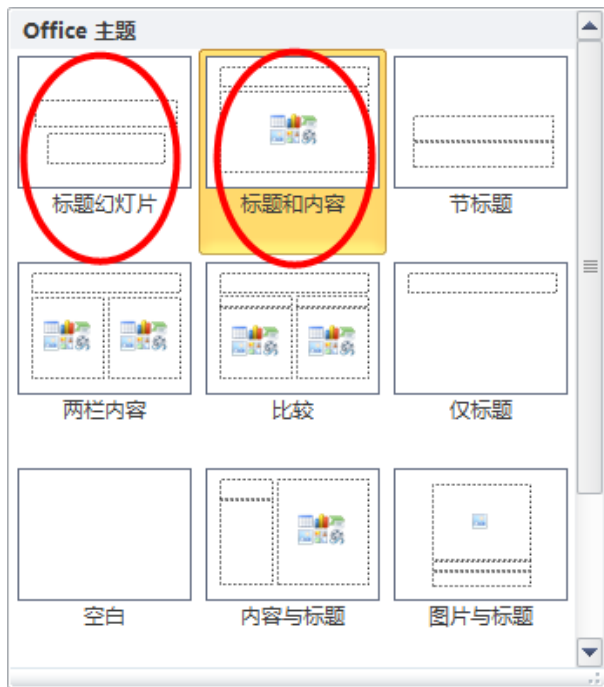 Office 主题
标题幻灯片
标题和内容
节标题
两栏内容
比较
仅标题
空白
内容与标题
图片与标题